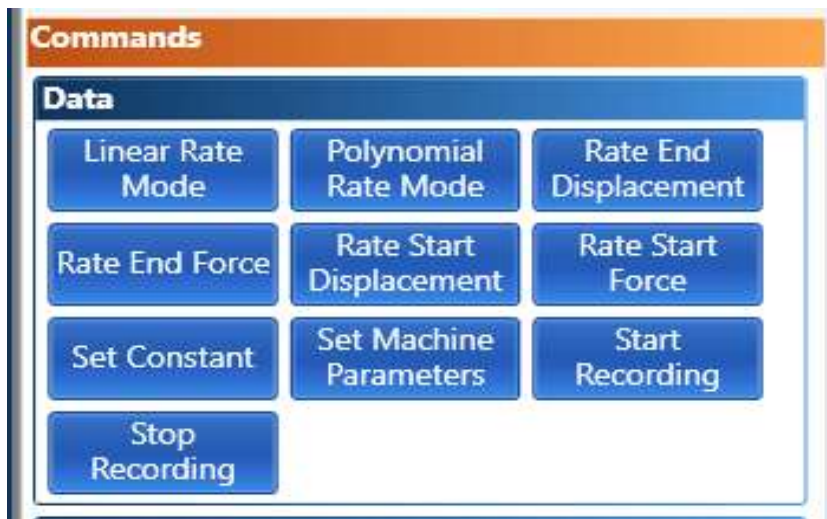 Commands
Data
Linear Rate
Mode
Polynomial
Rate Mode
Rate End
Displacement
Rate End Force
Rate Start
Displacement
Rate Start
Force
Set Constant
Set Machine
Parameters
Start
Recording
Stop
Recording